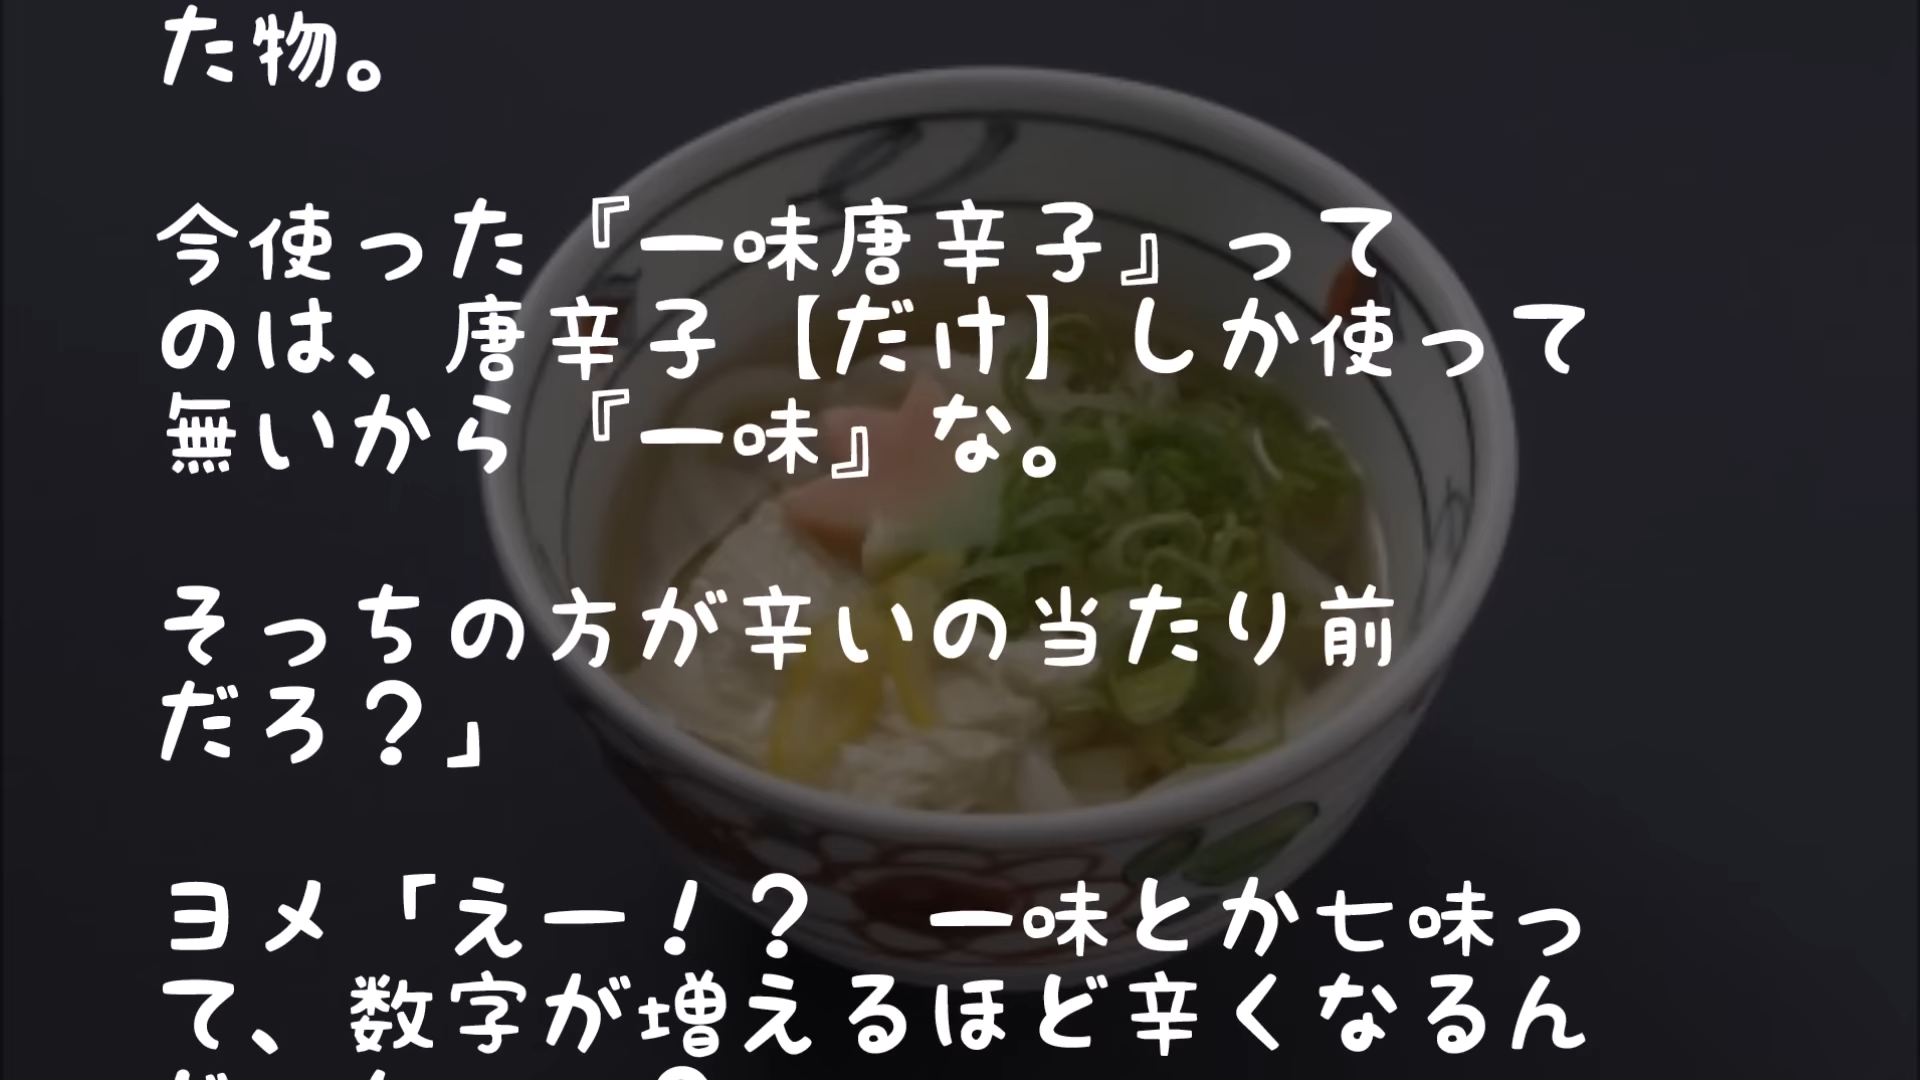 た物。
今使った『一味唐辛子』って
のは、唐辛子【だけ】しか使って
無いから『一味』な。
そっちの方が辛いの当たり前
だろ？」
ヨメ「えー！？　一味とか七味っ
て、数字が増えるほど辛くなるん